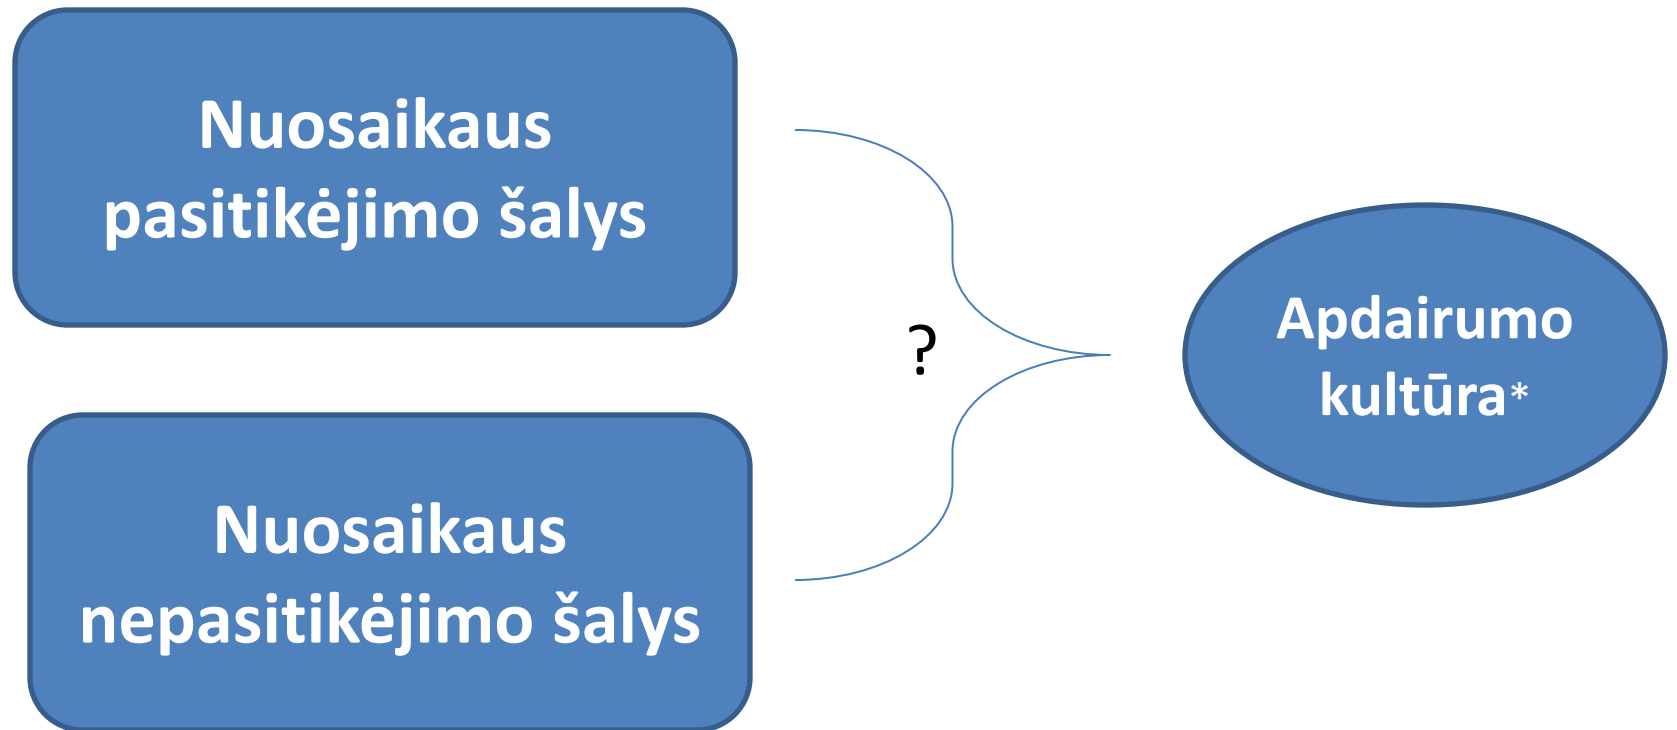 Nuosaikaus
pasitikėjimo šalys
?
Apdairumo
kultūra*
Nuosaikaus
nepasitikėjimo šalys